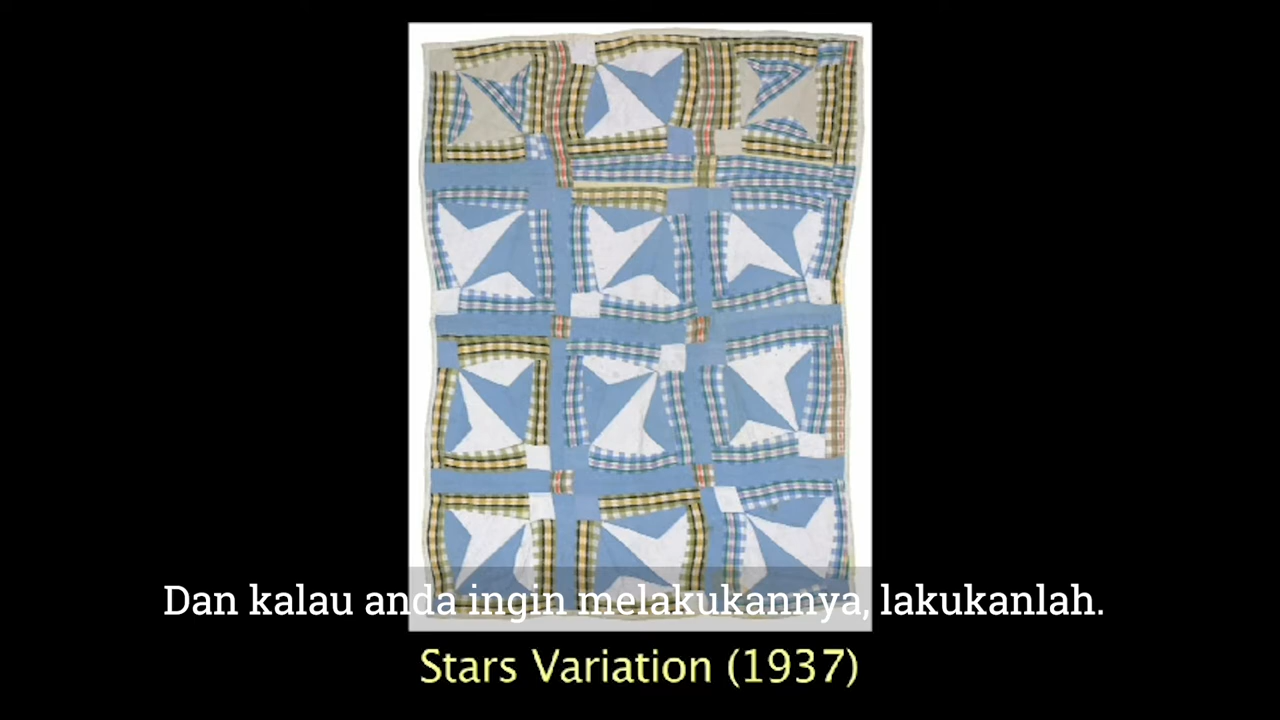 Dan kalau anda ingin melakukannya, lakukanlah.
Stars Variation (1937)